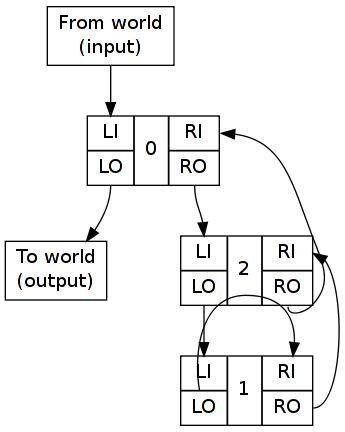 From world
(input)
LI
0
RI
LO
RO
To world
(output)
LI
2
RI
LO
RO
LI
1
RI
LO
RO